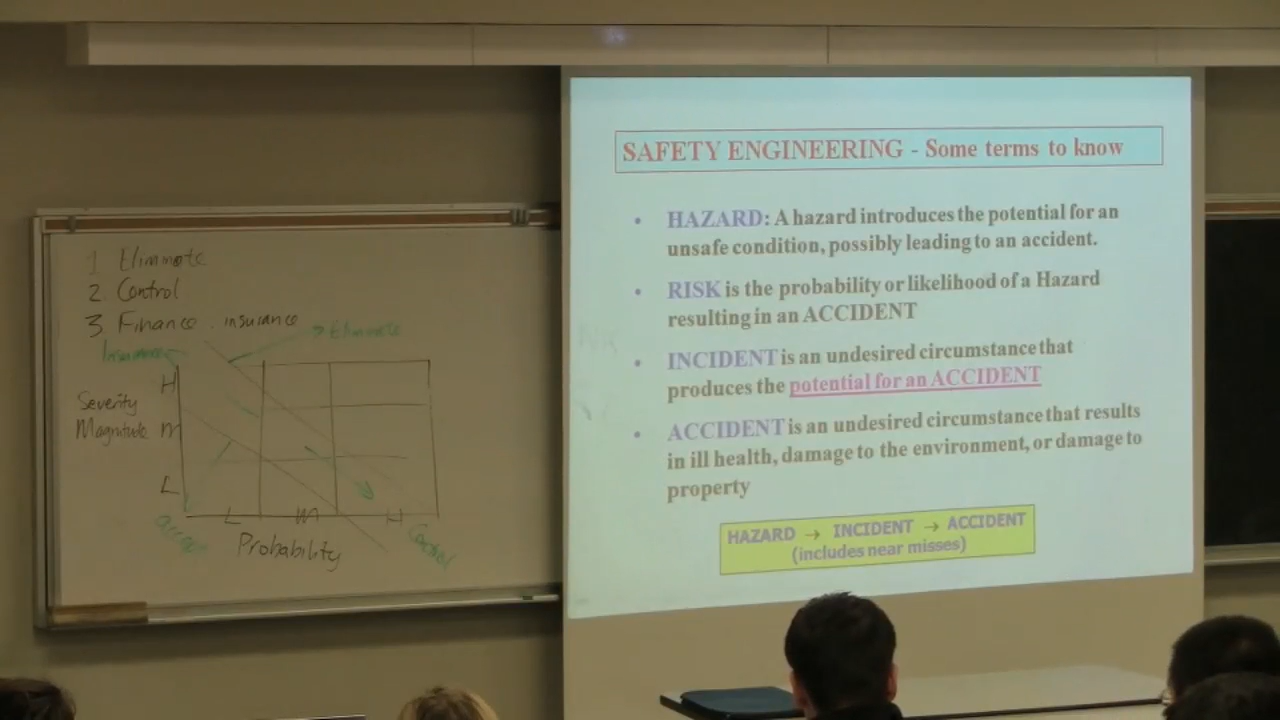 1 Eliminate
2. Control
3. Finance . insurance
Eliminate
H
Severity
Magnitude
m
L
L
m
H
Probability
Control
SAFETY ENGINEERING - Some terms to know
• HAZARD: A hazard introduces the potential for an
unsafe condition, possibly leading to an accident.
• RISK is the probability or likelihood of a Hazard
resulting in an ACCIDENT
• INCIDENT is an undesired circumstance that
produces the potential for an ACCIDENT
• ACCIDENT is an undesired circumstance that results
in ill health, damage to the environment, or damage to
property
HAZARD → INCIDENT → ACCIDENT
(includes near misses)